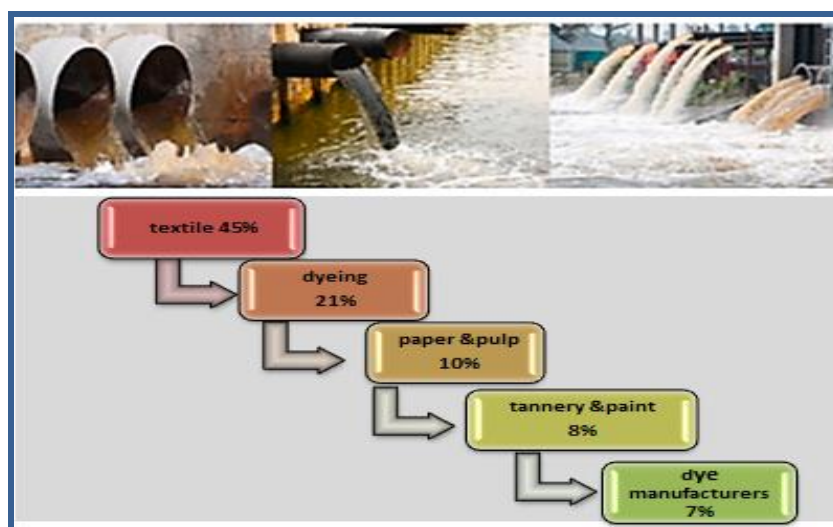 textile 45%
dyeing
21%
paper &pulp
10%
tannery &paint
8%
dye
manufacturers
7%